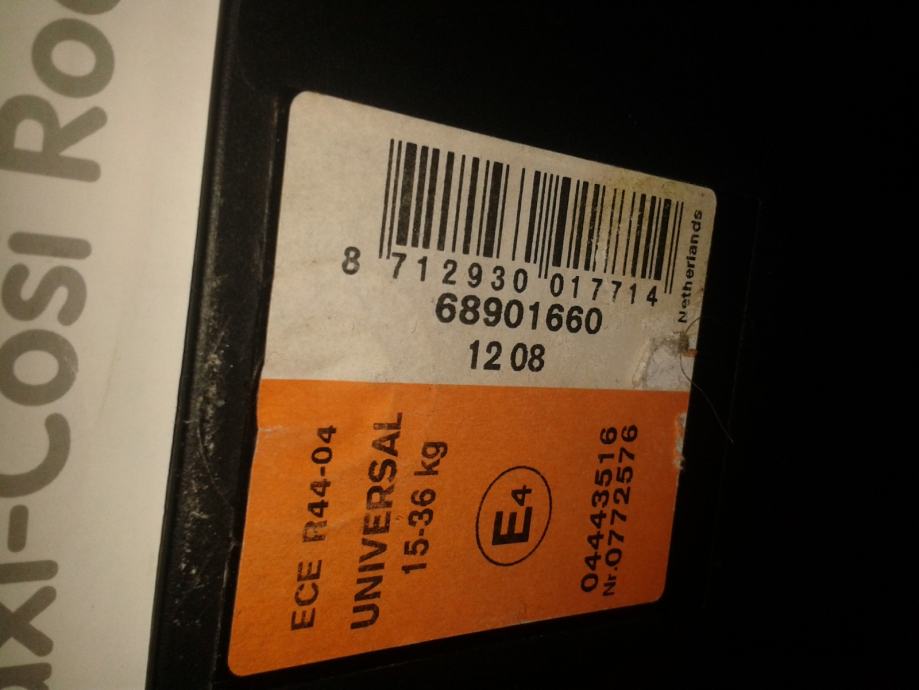 axi-Cosi Ro
Netherlands
8 712930 017714
68901660
12 08
ECE R44-04
UNIVERSAL
15-36 kg
E4
04443516
Nr.0772576